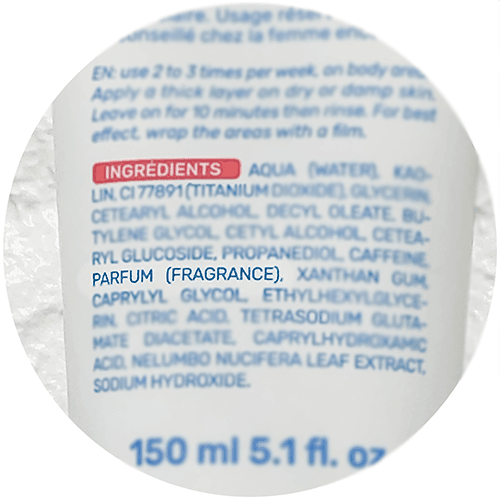 Usage réser
conseillé chez la femme en
EN: use 2 to 3 times per week, on body area
Apply a thick layer on dry or damp skin.
Leave on for 10 minutes then rinse. For best
effect, wrap the areas with a film.
INGRÉDIENTS AQUA (WATER), KAO-
LIN, CI 77891 (TITANIUM DIOXIDE), GLYCERIN,
CETEARYL ALCOHOL, DECYL OLEATE, BU-
TYLENE GLYCOL, CETYL ALCOHOL, CETEA-
RYL GLUCOSIDE, PROPANEDIOL, CAFFEINE,
PARFUM (FRAGRANCE), XANTHAN GUM,
CAPRYLYL GLYCOL, ETHYLHEXYLGLYCE-
RIN, CITRIC ACID, TETRASODIUM GLUTA-
MATE DIACETATE, CAPRYLHYDROXAMIC
ACID, NELUMBO NUCIFERA LEAF EXTRACT,
SODIUM HYDROXIDE.
150 ml 5.1 fl. oz